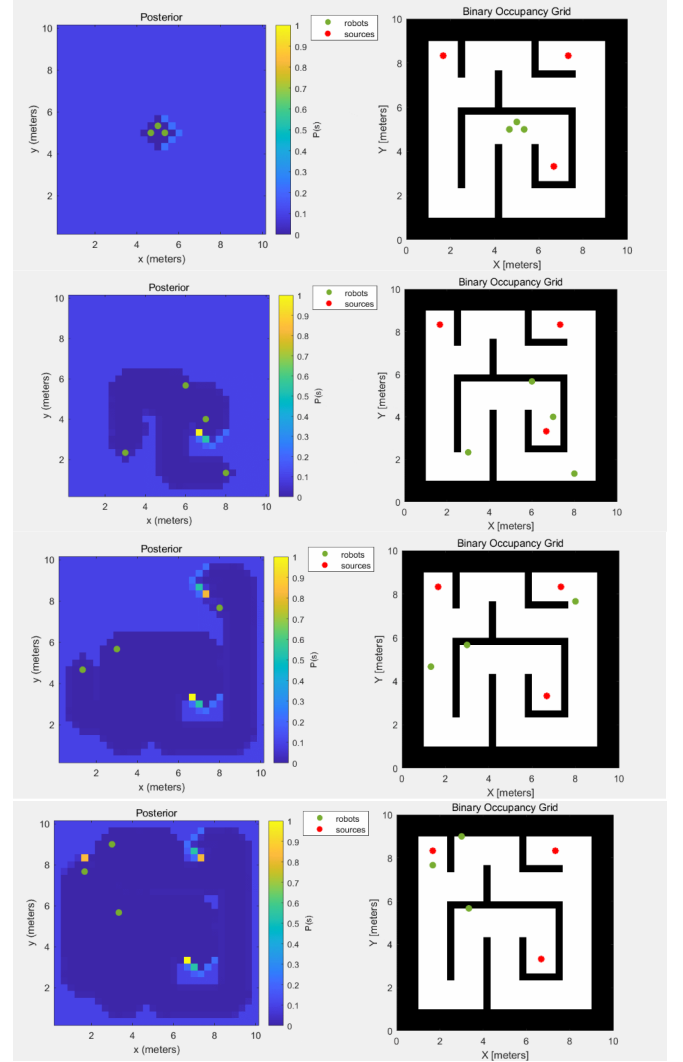 Posterior
10
8
6
4
2
2 4 6 8 10
x (meters)
y (meters)
1
0.9
0.8
0.7
0.6
0.5
0.4
0.3
0.2
0.1
0
P(s)
robots
sources
Binary Occupancy Grid
10
8
6
4
2
0
0 2 4 6 8 10
X [meters]
Y [meters]
Posterior
10
8
6
4
2
2 4 6 8 10
x (meters)
y (meters)
1
0.9
0.8
0.7
0.6
0.5
0.4
0.3
0.2
0.1
0
P(s)
robots
sources
Binary Occupancy Grid
10
8
6
4
2
0
0 2 4 6 8 10
X [meters]
Y [meters]
Posterior
10
8
6
4
2
2 4 6 8 10
x (meters)
y (meters)
1
0.9
0.8
0.7
0.6
0.5
0.4
0.3
0.2
0.1
0
P(s)
robots
sources
Binary Occupancy Grid
10
8
6
4
2
0
0 2 4 6 8 10
X [meters]
Y [meters]
Posterior
10
8
6
4
2
2 4 6 8 10
x (meters)
y (meters)
1
0.9
0.8
0.7
0.6
0.5
0.4
0.3
0.2
0.1
0
P(s)
robots
sources
Binary Occupancy Grid
10
8
6
4
2
0
0 2 4 6 8 10
X [meters]
Y [meters]